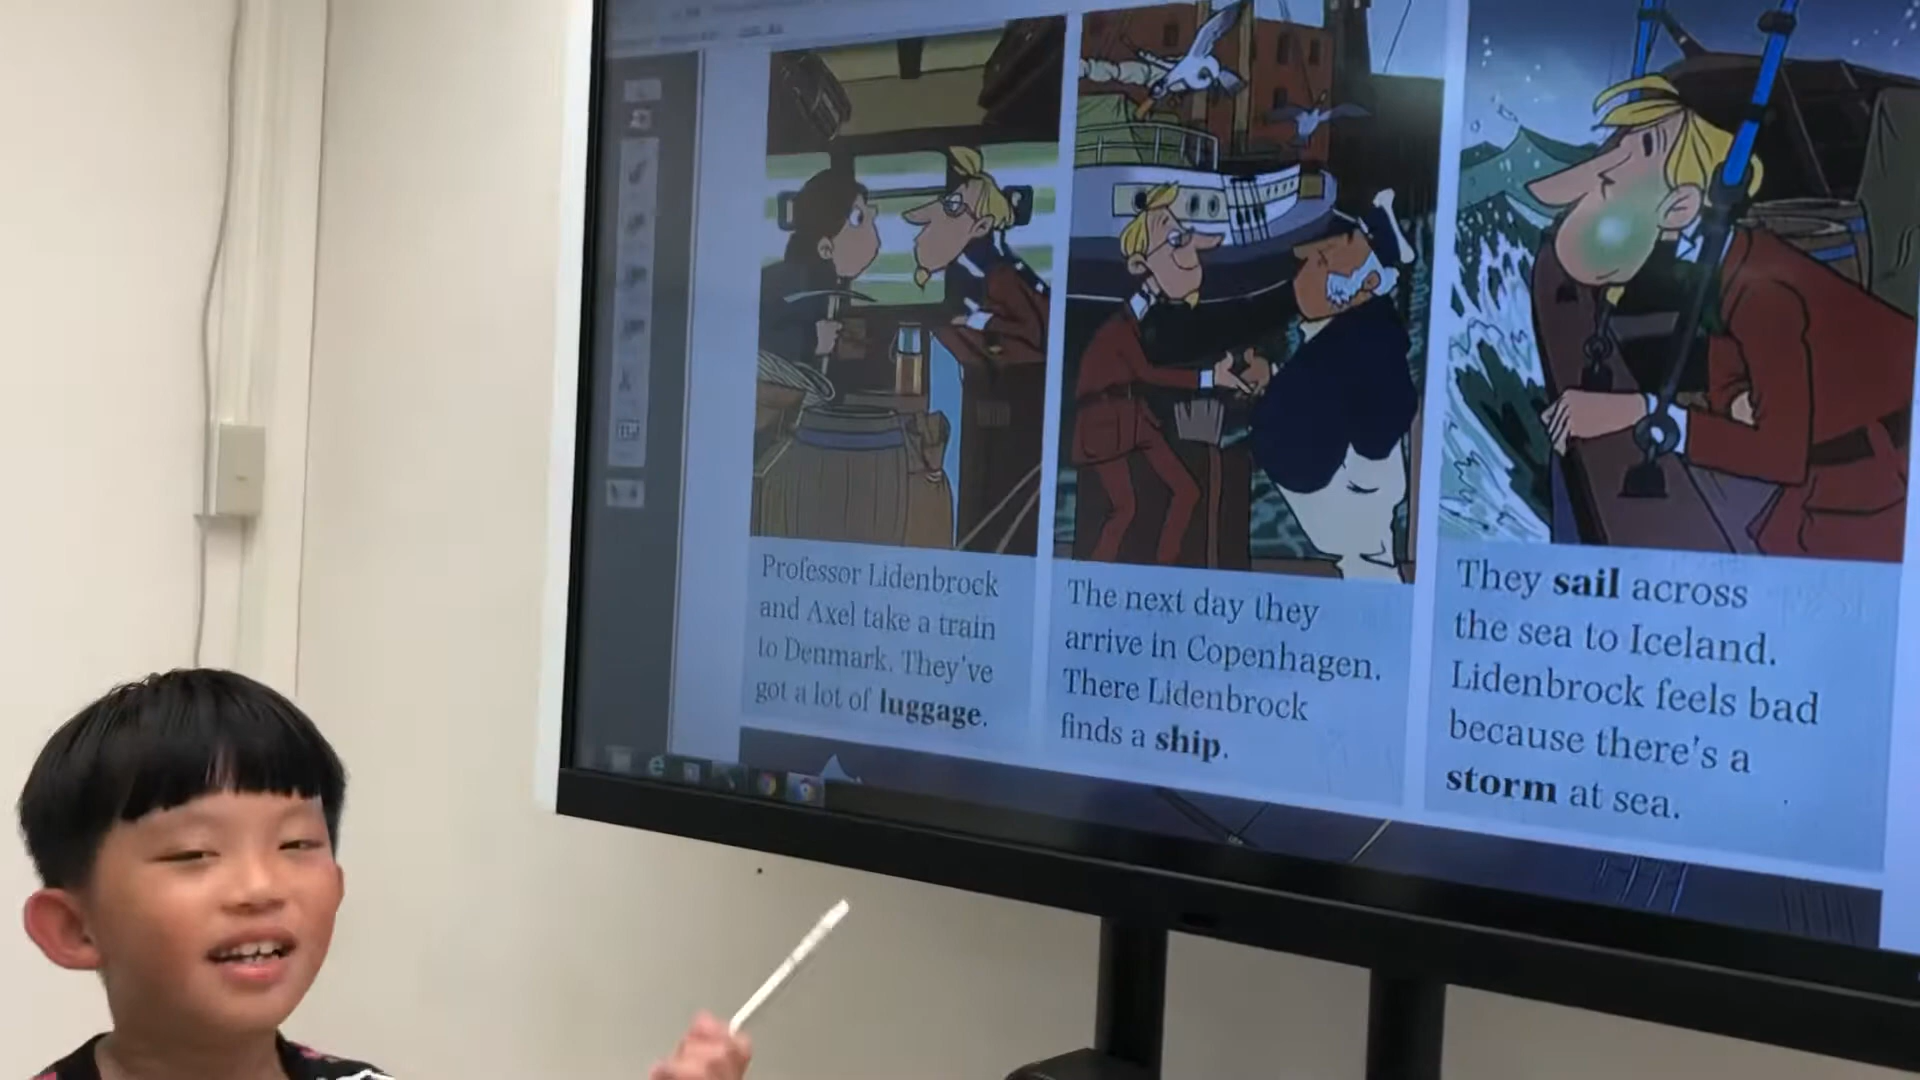 Professor Lidenbrock
and Axel take a train
to Denmark. They've
got a lot of luggage.
The next day they
arrive in Copenhagen.
There Lidenbrock
finds a ship.
They sail across
the sea to Iceland.
Lidenbrock feels bad
because there's a
storm at sea.